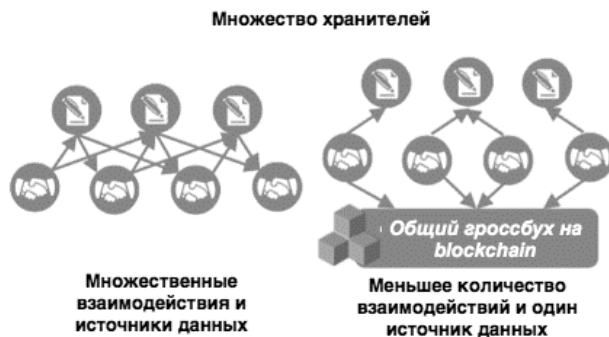 Множество хранителей
Общий гроссбух на
blockchain
Множественные
взаимодействия и
источники данных
Меньшее количество
взаимодействий и один
источник данных